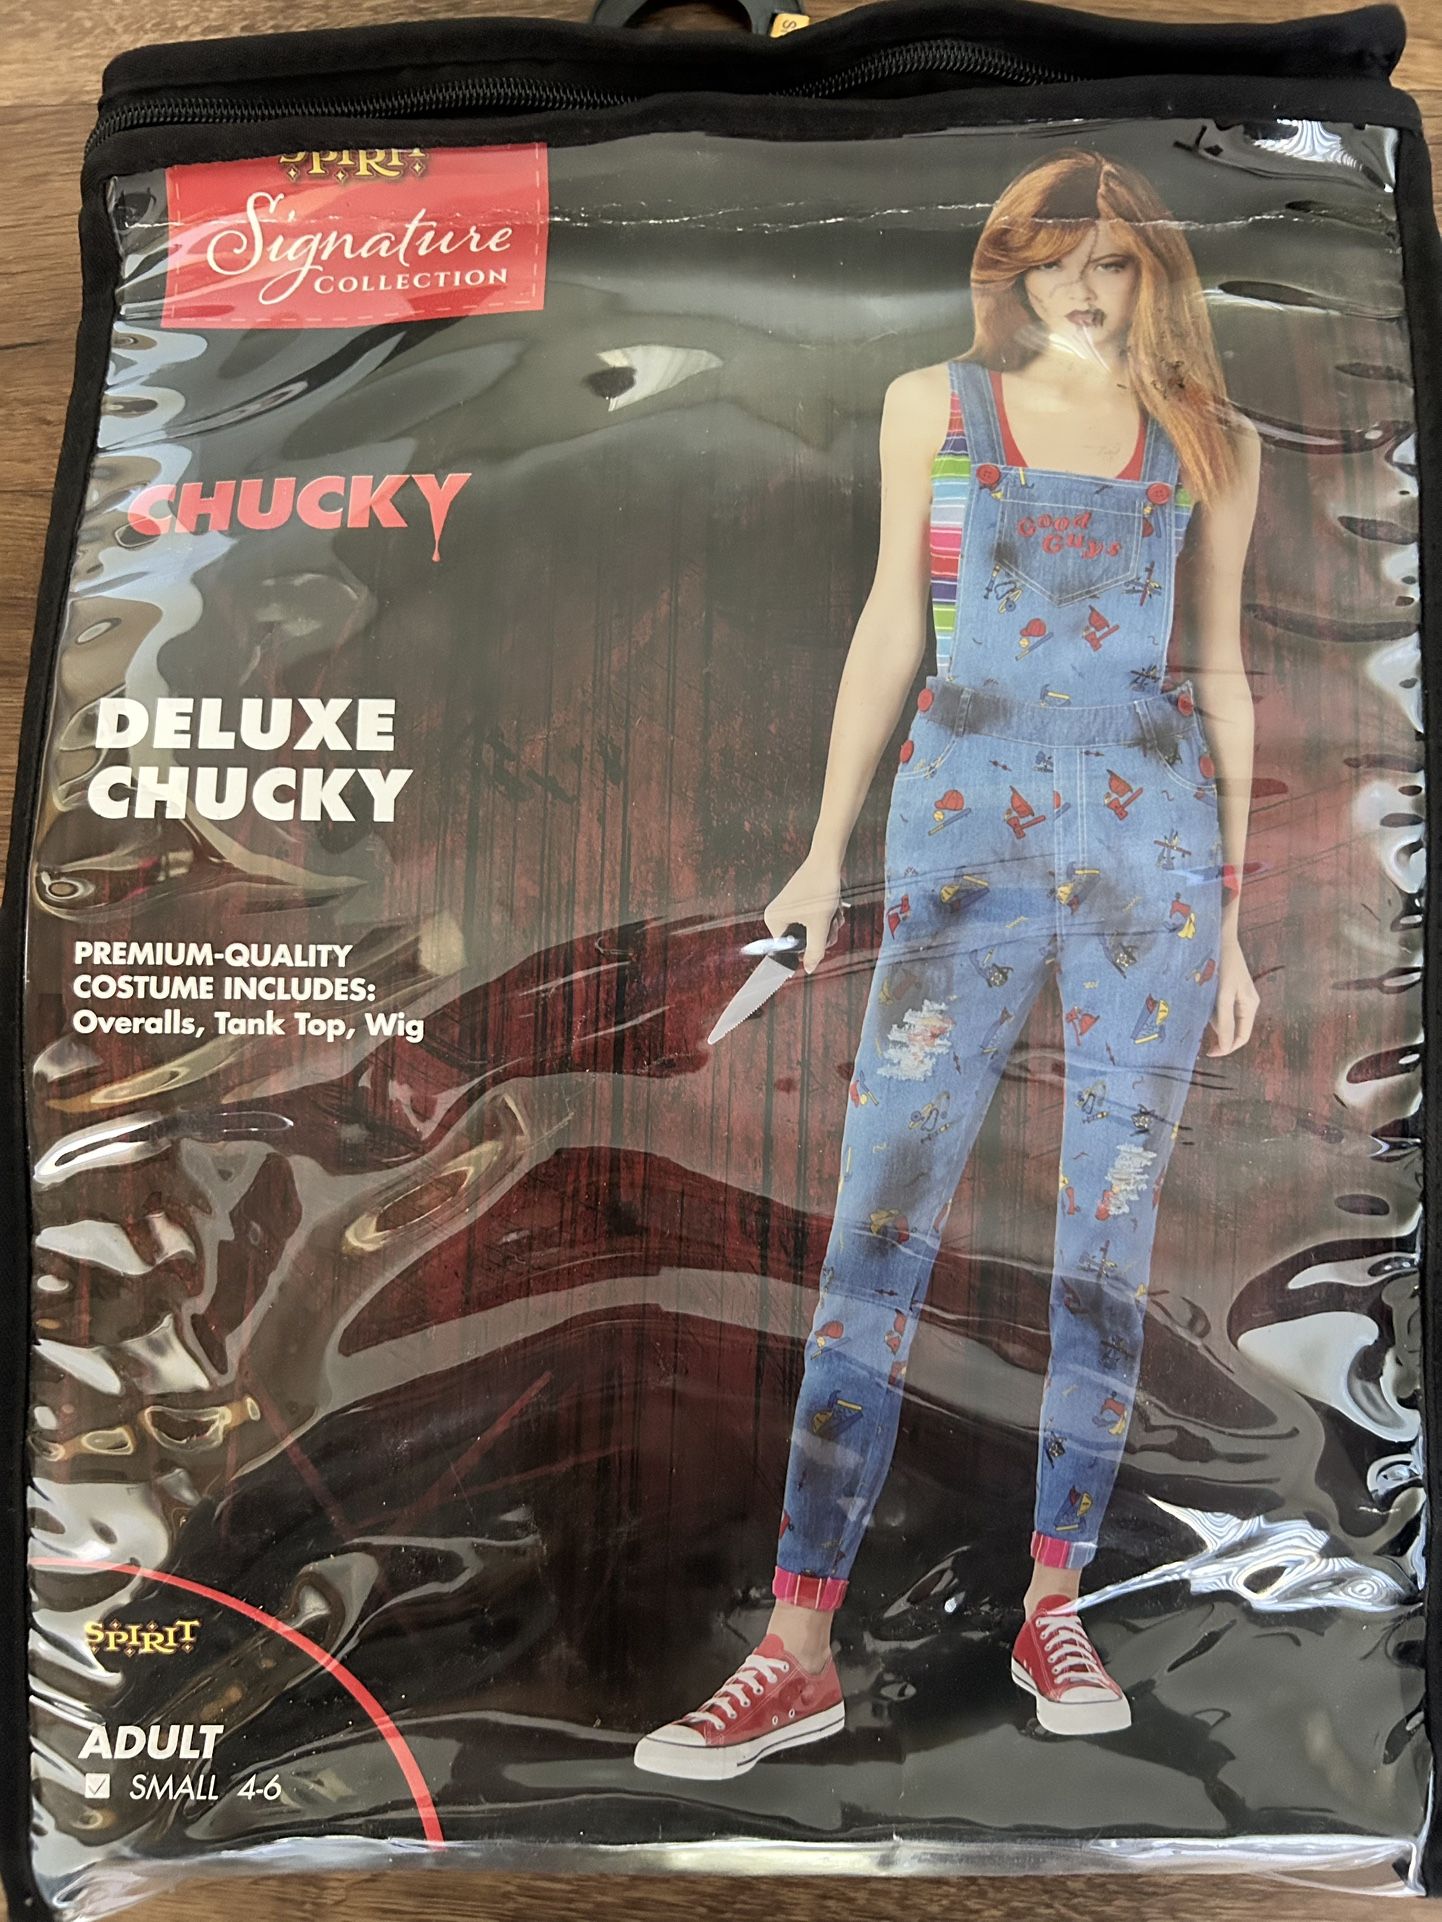 SPIRIT
Signature
COLLECTION
CHUCKY
Good
Guys
DELUXE
CHUCKY
PREMIUM-QUALITY
COSTUME INCLUDES:
Overalls, Tank Top, Wig
SPIRIT
ADULT
☑ SMALL 4-6